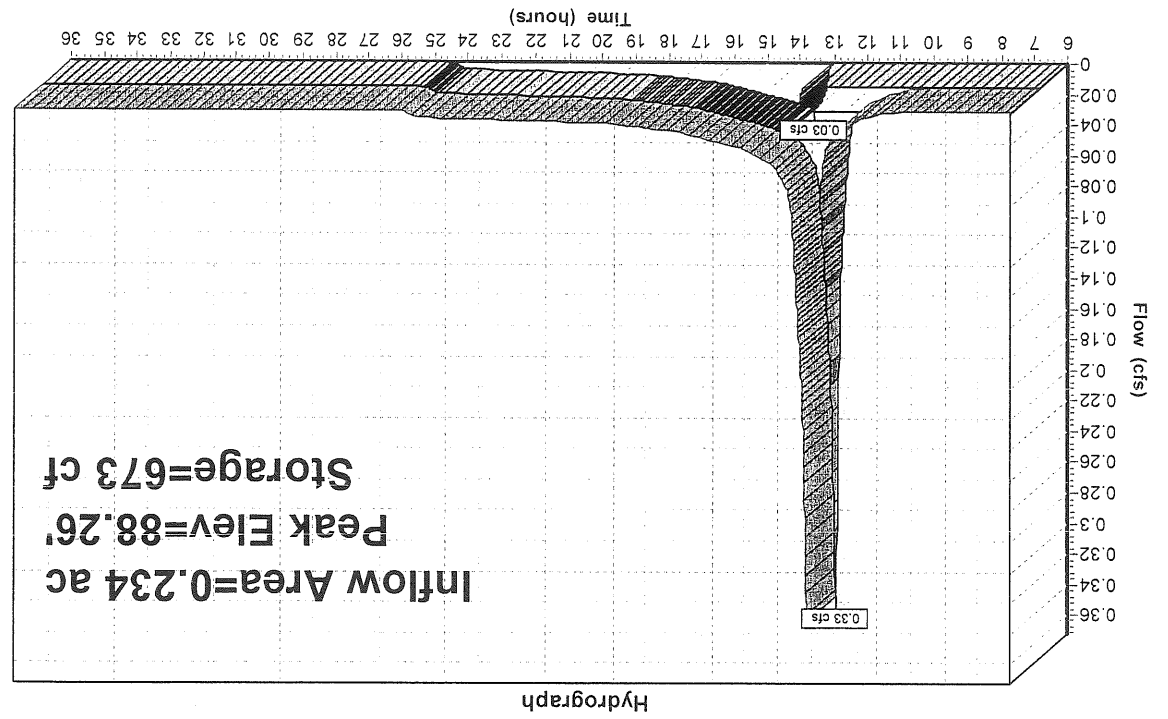 Hydrograph
0.33 cfs
Inflow Area=0.234 ac
Peak Elev=88.26'
Storage=673 cf
0.03 cfs
Flow (cfs)
0.36
0.34
0.32
0.3
0.28
0.26
0.24
0.22
0.2
0.18
0.16
0.14
0.12
0.1
0.08
0.06
0.04
0.02
0
6 7 8 9 10 11 12 13 14 15 16 17 18 19 20 21 22 23 24 25 26 27 28 29 30 31 32 33 34 35 36
Time (hours)